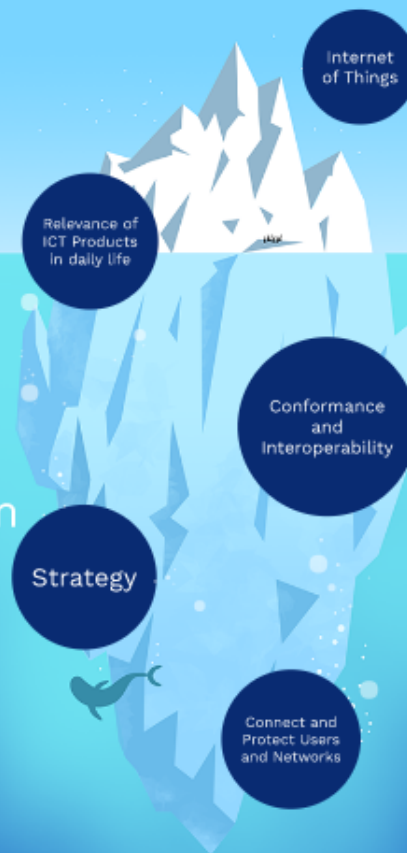 Internet
of Things
Relevance of
ICT Products
in daily life
Conformance
and
Interoperability
n
Strategy
Connect and
Protect Users
and Networks